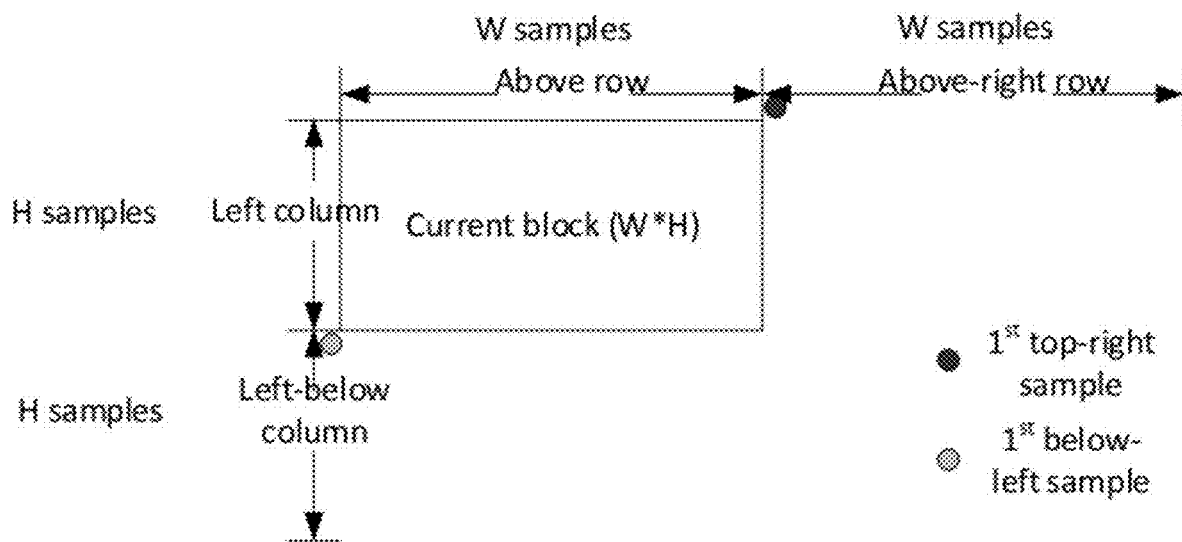 W samples
W samples
Above row
Above-right row
H samples
Left column
Current block (W*H)
H samples
Left-below
column
1st top-right
sample
1st below-
left sample